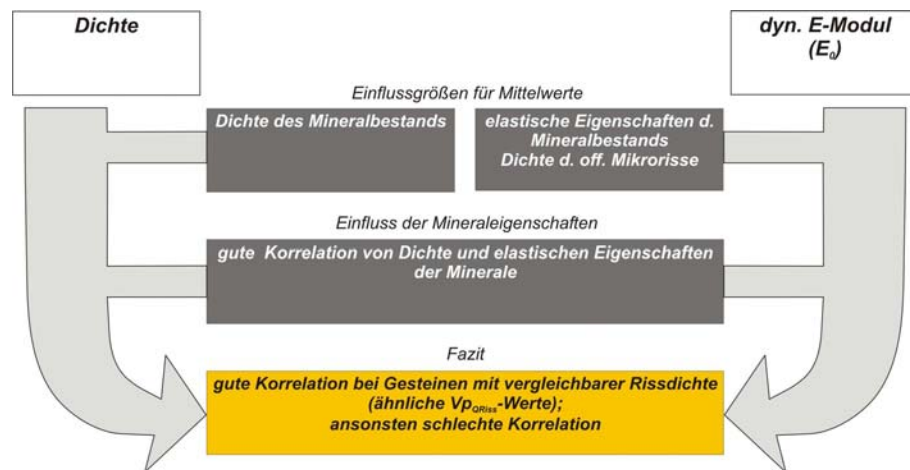 Dichte
dyn. E-Modul
(E₀)
Einflussgrößen für Mittelwerte
Dichte des Mineralbestands
elastische Eigenschaften d.
Mineralbestands
Dichte d. off. Mikrorisse
Einfluss der Mineraleigenschaften
gute Korrelation von Dichte und elastischen Eigenschaften
der Minerale
Fazit
gute Korrelation bei Gesteinen mit vergleichbarer Rissdichte
(ähnliche Vp_QRiss-Werte);
ansonsten schlechte Korrelation